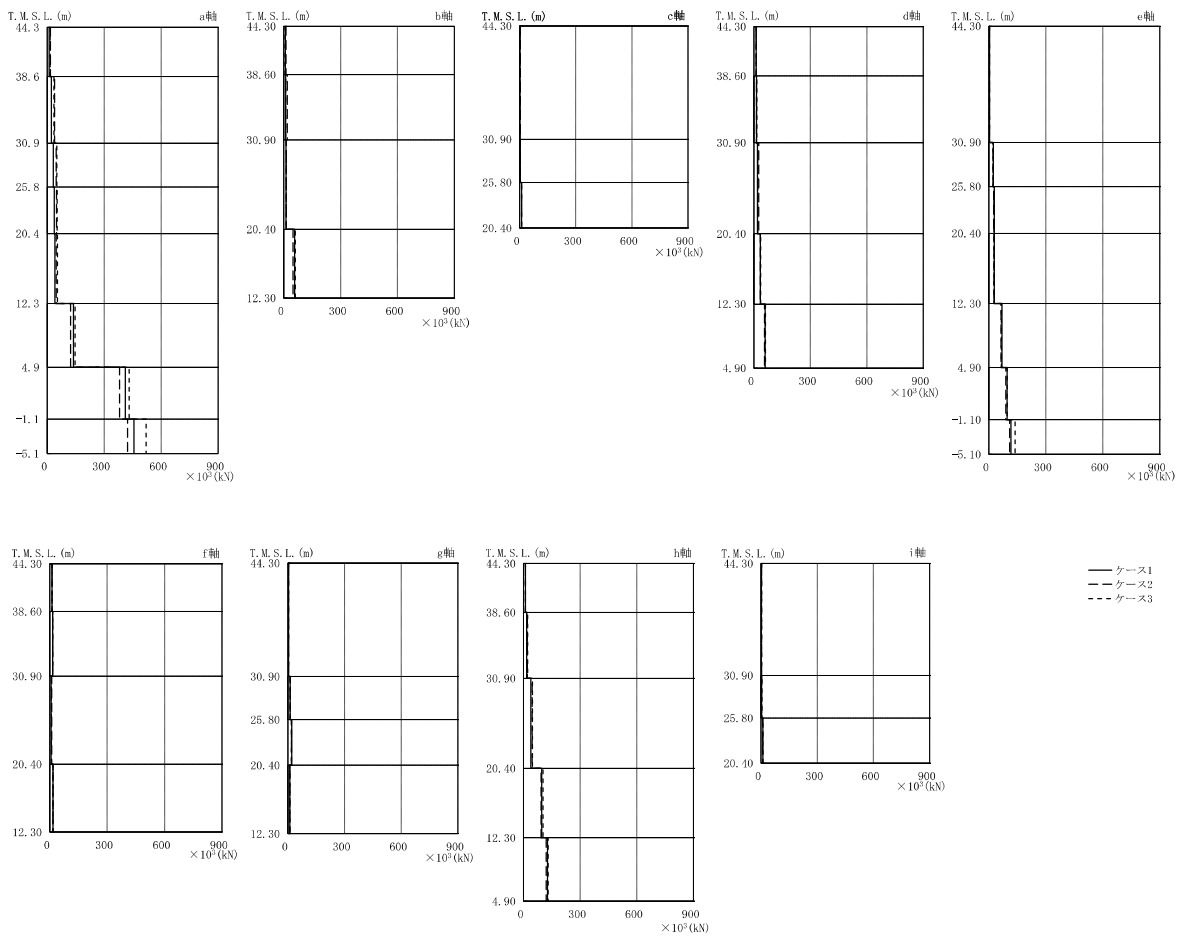 T.M.S.L.(m) a軸
44.3
38.6
30.9
25.8
20.4
12.3
4.9
-1.1
-5.1
0 300 600 900
×10³(kN)
T.M.S.L.(m) b軸
44.30
38.60
30.90
20.40
12.30
0 300 600 900
×10³(kN)
T.M.S.L.(m) c軸
44.30
30.90
25.80
20.40
0 300 600 900
×10³(kN)
T.M.S.L.(m) d軸
44.30
38.60
30.90
20.40
12.30
4.90
0 300 600 900
×10³(kN)
T.M.S.L.(m) e軸
44.30
30.90
25.80
20.40
12.30
4.90
-1.10
-5.10
0 300 600 900
×10³(kN)
T.M.S.L.(m) f軸
44.30
38.60
30.90
20.40
12.30
0 300 600 900
×10³(kN)
T.M.S.L.(m) g軸
44.30
30.90
25.80
20.40
12.30
0 300 600 900
×10³(kN)
T.M.S.L.(m) h軸
44.30
38.60
30.90
20.40
12.30
4.90
0 300 600 900
×10³(kN)
T.M.S.L.(m) i軸
44.30
30.90
25.80
20.40
0 300 600 900
×10³(kN)
ケース1
ケース2
ケース3